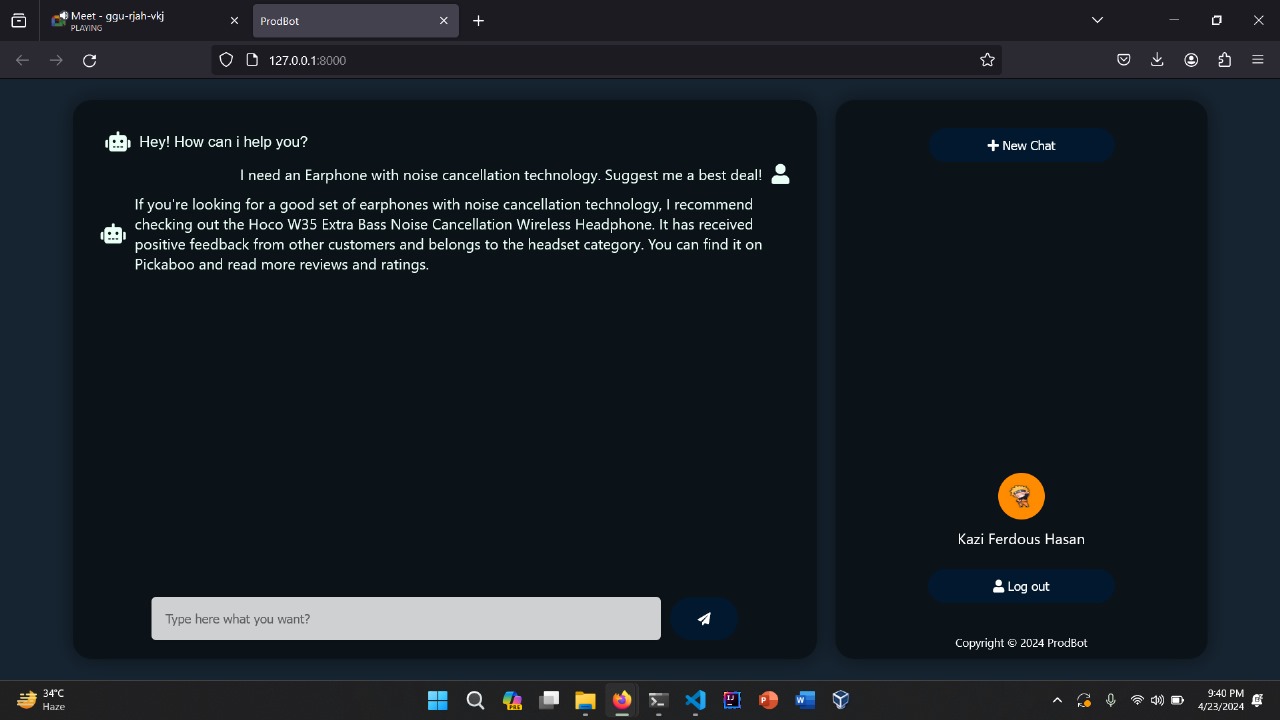 Meet - ggu-rjah-vkj
PLAYING
ProdBot
127.0.0.1:8000
Hey! How can i help you?
I need an Earphone with noise cancellation technology. Suggest me a best deal!
If you're looking for a good set of earphones with noise cancellation technology, I recommend
checking out the Hoco W35 Extra Bass Noise Cancellation Wireless Headphone. It has received
positive feedback from other customers and belongs to the headset category. You can find it on
Pickaboo and read more reviews and ratings.
Type here what you want?
New Chat
Kazi Ferdous Hasan
Log out
Copyright © 2024 ProdBot
34°C
Haze
PRE
9:40 PM
4/23/2024